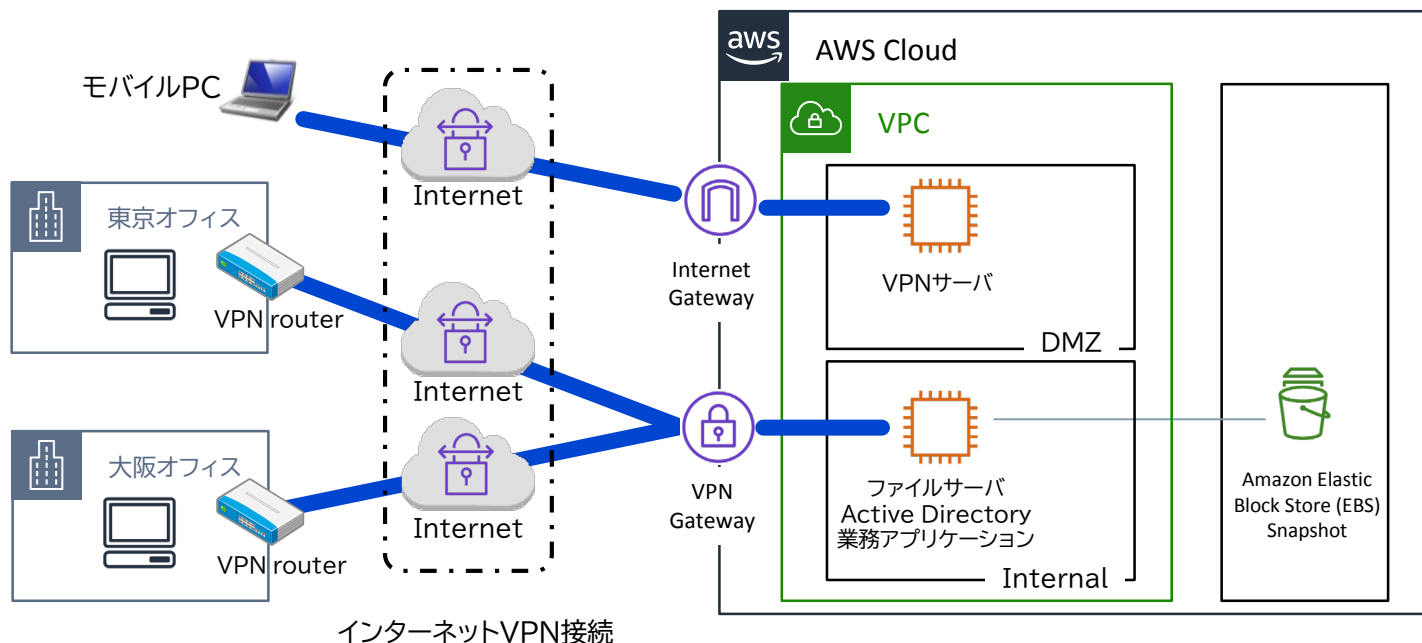 aws
AWS Cloud
モバイルPC
VPC
Internet
東京オフィス
VPN router
Internet
Gateway
VPNサーバ
DMZ
Internet
大阪オフィス
VPN router
Internet
VPN
Gateway
ファイルサーバ
Active Directory
業務アプリケーション
Internal
Amazon Elastic
Block Store (EBS)
Snapshot
インターネットVPN接続